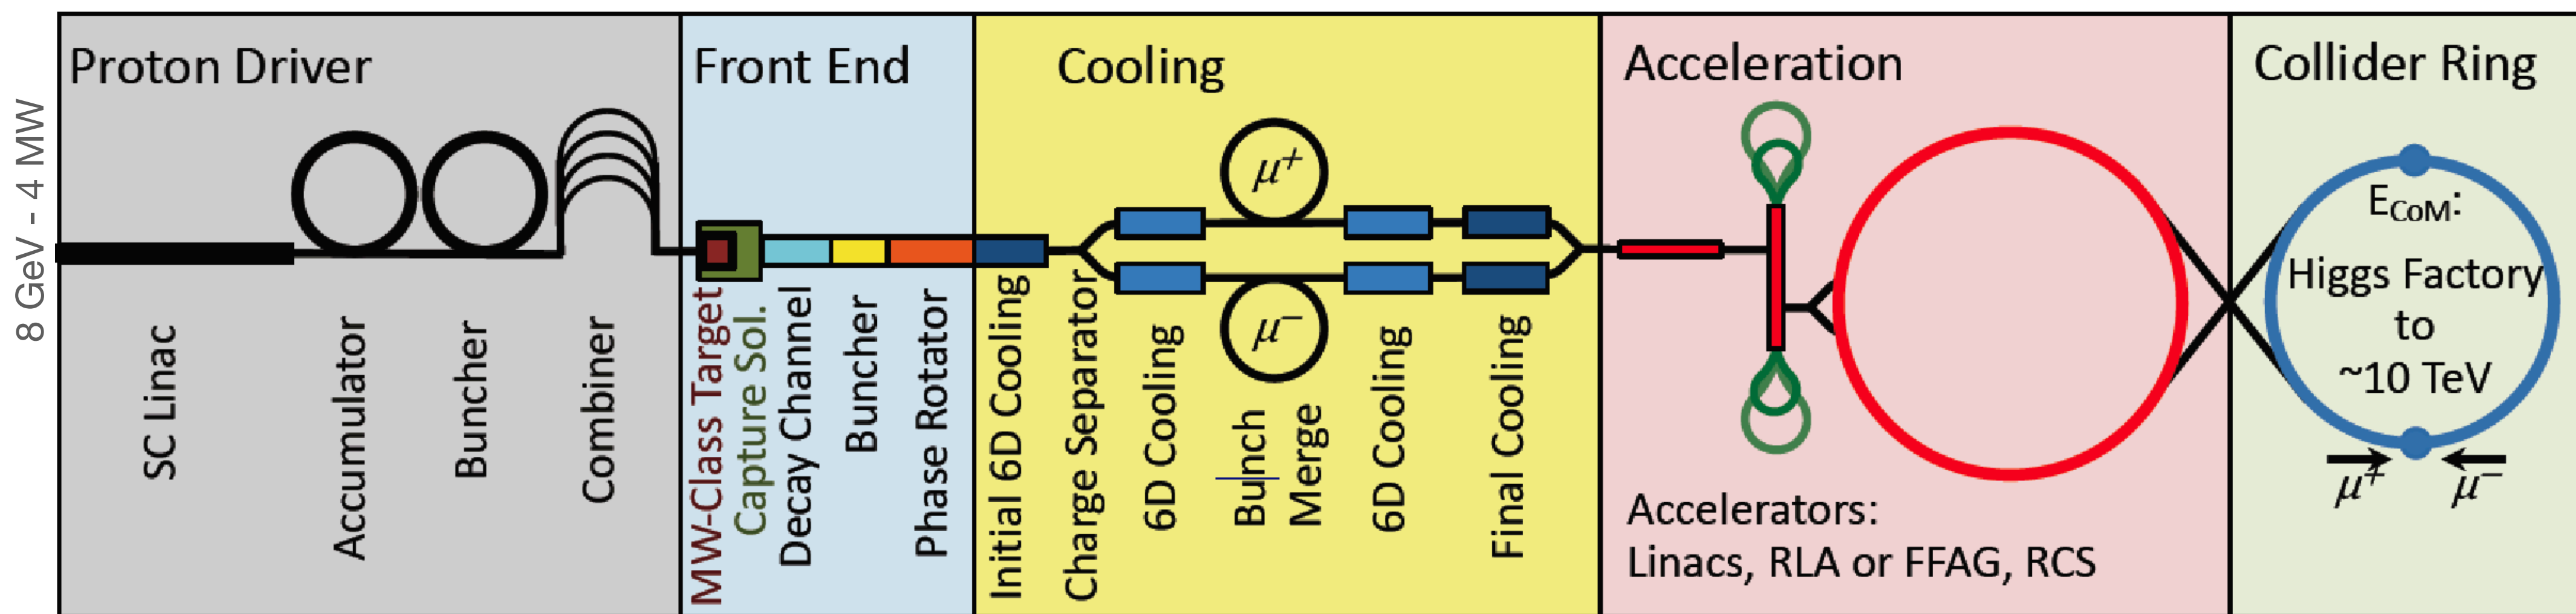 8 GeV - 4 MW
Proton Driver
SC Linac
Accumulator
Buncher
Combiner
Front End
MW-Class Target
Capture Sol.
Decay Channel
Buncher
Phase Rotator
Cooling
μ+
μ−
Initial 6D Cooling
Charge Separator
6D Cooling
Bunch
Merge
6D Cooling
Final Cooling
Acceleration
Accelerators:
Linacs, RLA or FFAG, RCS
Collider Ring
ECoM:
Higgs Factory
to
~10 TeV
μ+ μ−